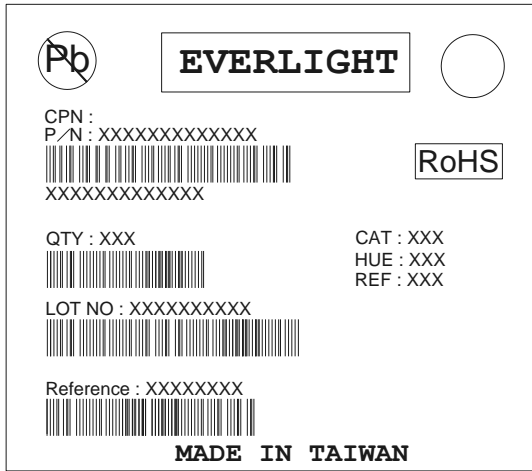 Pb
EVERLIGHT
CPN :
P/N : XXXXXXXXXXXXX
RoHS
XXXXXXXXXXXXX
QTY : XXX
CAT : XXX
HUE : XXX
REF : XXX
LOT NO : XXXXXXXXXX
Reference : XXXXXXXX
MADE IN TAIWAN